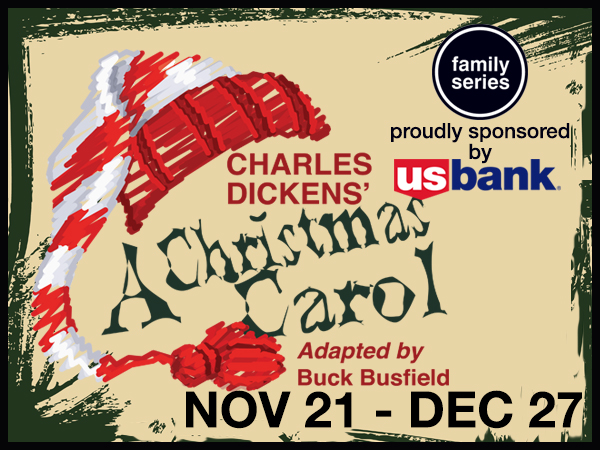 family
series
proudly sponsored
by
usbank
CHARLES
DICKENS'
A Christmas
Carol
Adapted by
Buck Busfield
NOV 21 - DEC 27